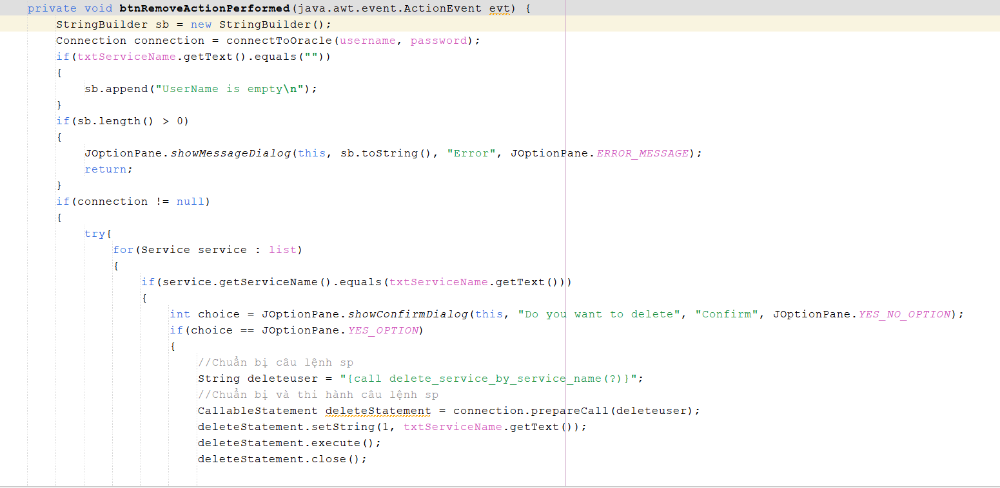 private void btnRemoveActionPerformed(java.awt.event.ActionEvent evt) {
StringBuilder sb = new StringBuilder();
Connection connection = connectToOracle(username, password);
if(txtServiceName.getText().equals(""))
{
sb.append("UserName is empty\n");
}
if(sb.length() > 0)
{
JOptionPane.showMessageDialog(this, sb.toString(), "Error", JOptionPane.ERROR_MESSAGE);
return;
}
if(connection != null)
{
try{
for(Service service : list)
{
if(service.getServiceName().equals(txtServiceName.getText()))
{
int choice = JOptionPane.showConfirmDialog(this, "Do you want to delete", "Confirm", JOptionPane.YES_NO_OPTION);
if(choice == JOptionPane.YES_OPTION)
{
//Chuẩn bị câu lệnh sp
String deleteuser = "{call delete_service_by_service_name(?)}";
//Chuẩn bị và thi hành câu lệnh sp
CallableStatement deleteStatement = connection.prepareCall(deleteuser);
deleteStatement.setString(1, txtServiceName.getText());
deleteStatement.execute();
deleteStatement.close();